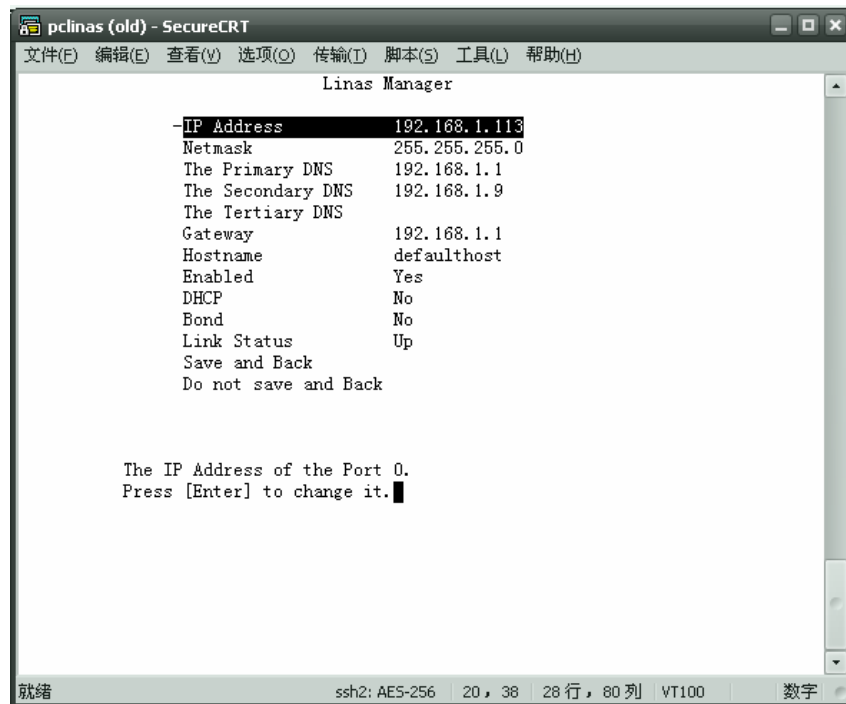 pclinas (old) - SecureCRT
文件(F) 编辑(E) 查看(V) 选项(O) 传输(T) 脚本(S) 工具(L) 帮助(H)
Linas Manager
-IP Address 192.168.1.113
Netmask 255.255.255.0
The Primary DNS 192.168.1.1
The Secondary DNS 192.168.1.9
The Tertiary DNS
Gateway 192.168.1.1
Hostname defaulthost
Enabled Yes
DHCP No
Bond No
Link Status Up
Save and Back
Do not save and Back
The IP Address of the Port 0.
Press [Enter] to change it.
就绪 ssh2: AES-256 20，38 28 行，80 列 VT100 数字